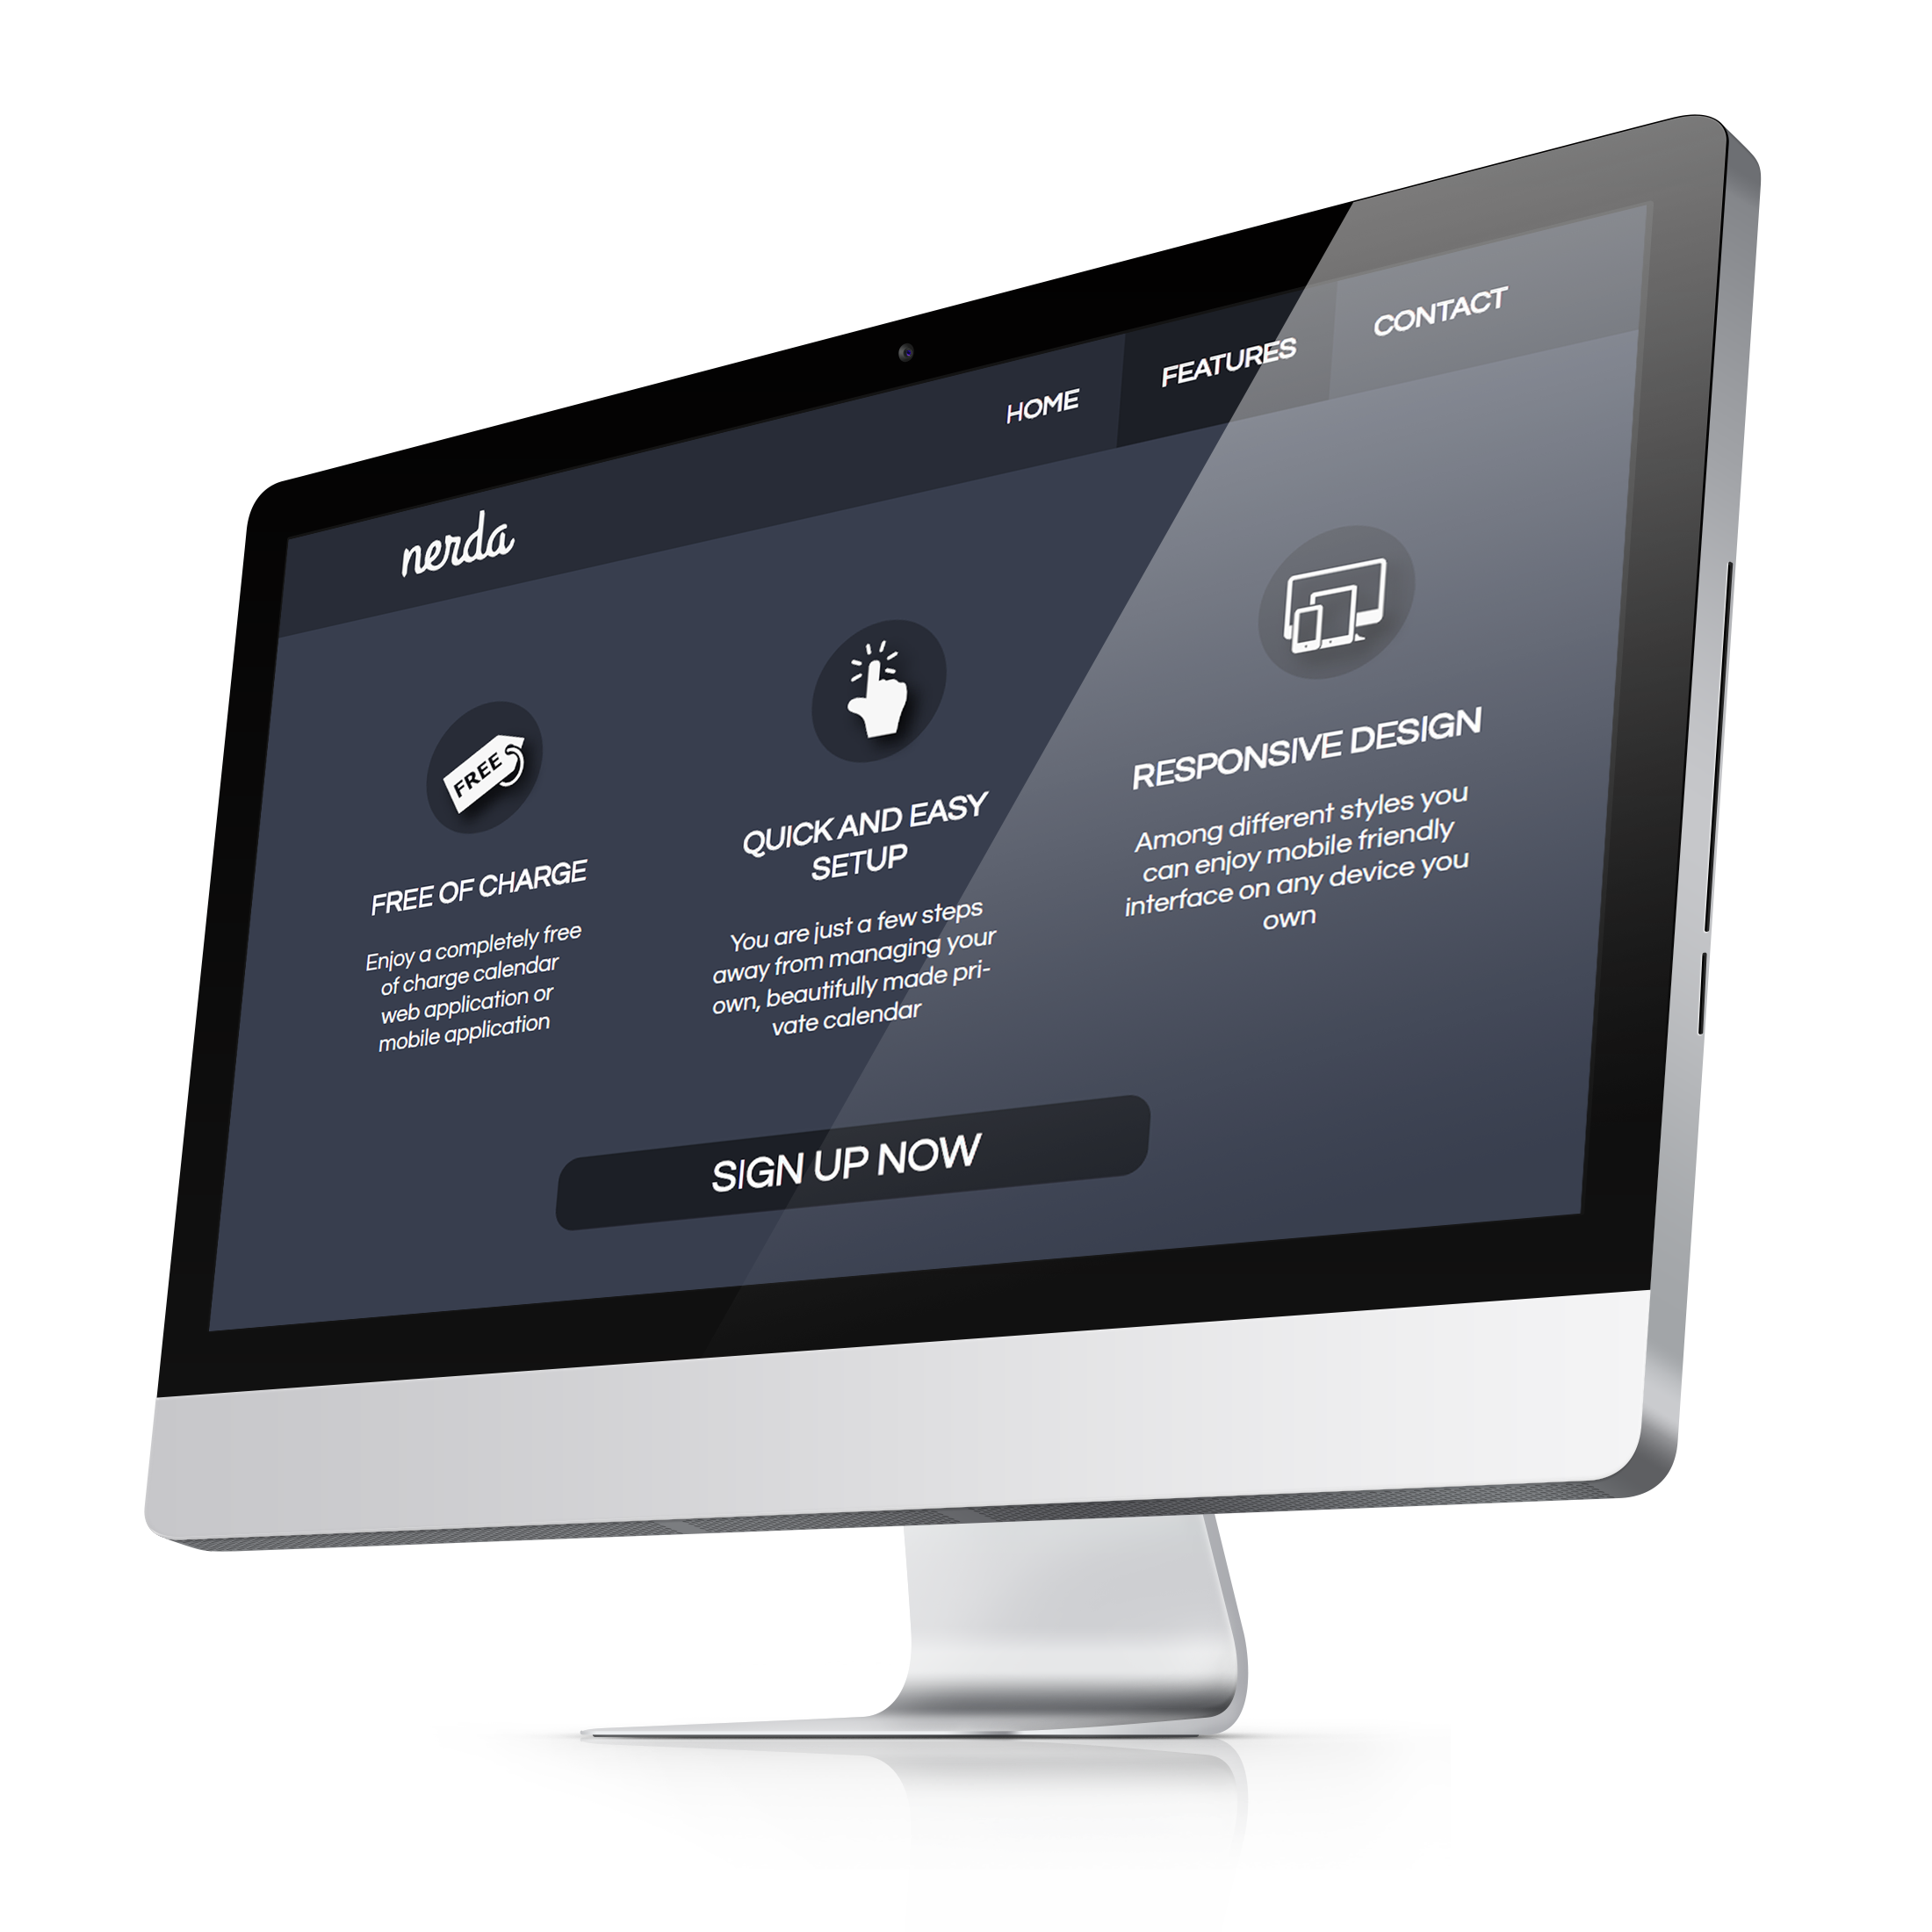 nerda
HOME
FEATURES
CONTACT
FREE
FREE OF CHARGE
Enjoy a completely free
of charge calendar
web application or
mobile application
QUICK AND EASY
SETUP
You are just a few steps
away from managing your
own, beautifully made pri-
vate calendar
RESPONSIVE DESIGN
Among different styles you
can enjoy mobile friendly
interface on any device you
own
SIGN UP NOW